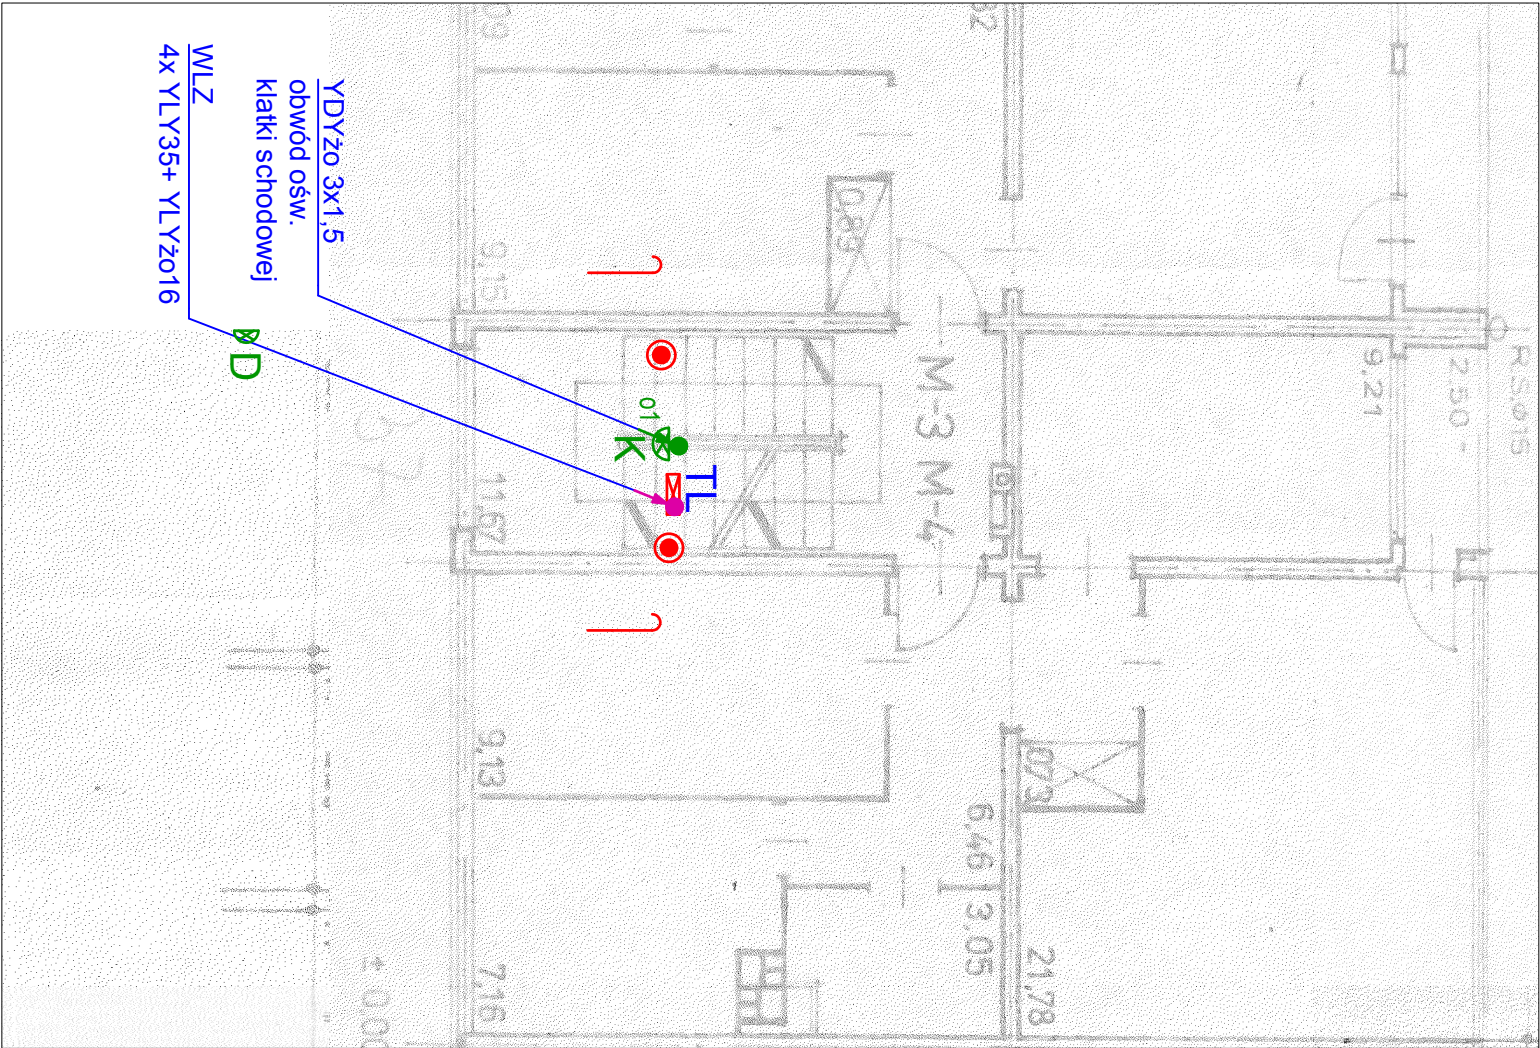 YDYżo 3x1,5
obwód ośw.
klatki schodowej
WLZ
4x YLY35+ YLYżo16
D
01
K
TL
M-3 M-4
0,89
9,15
11,67
9,13
7,16
9,21
2 50
0,73
6,46
3,05
21,78